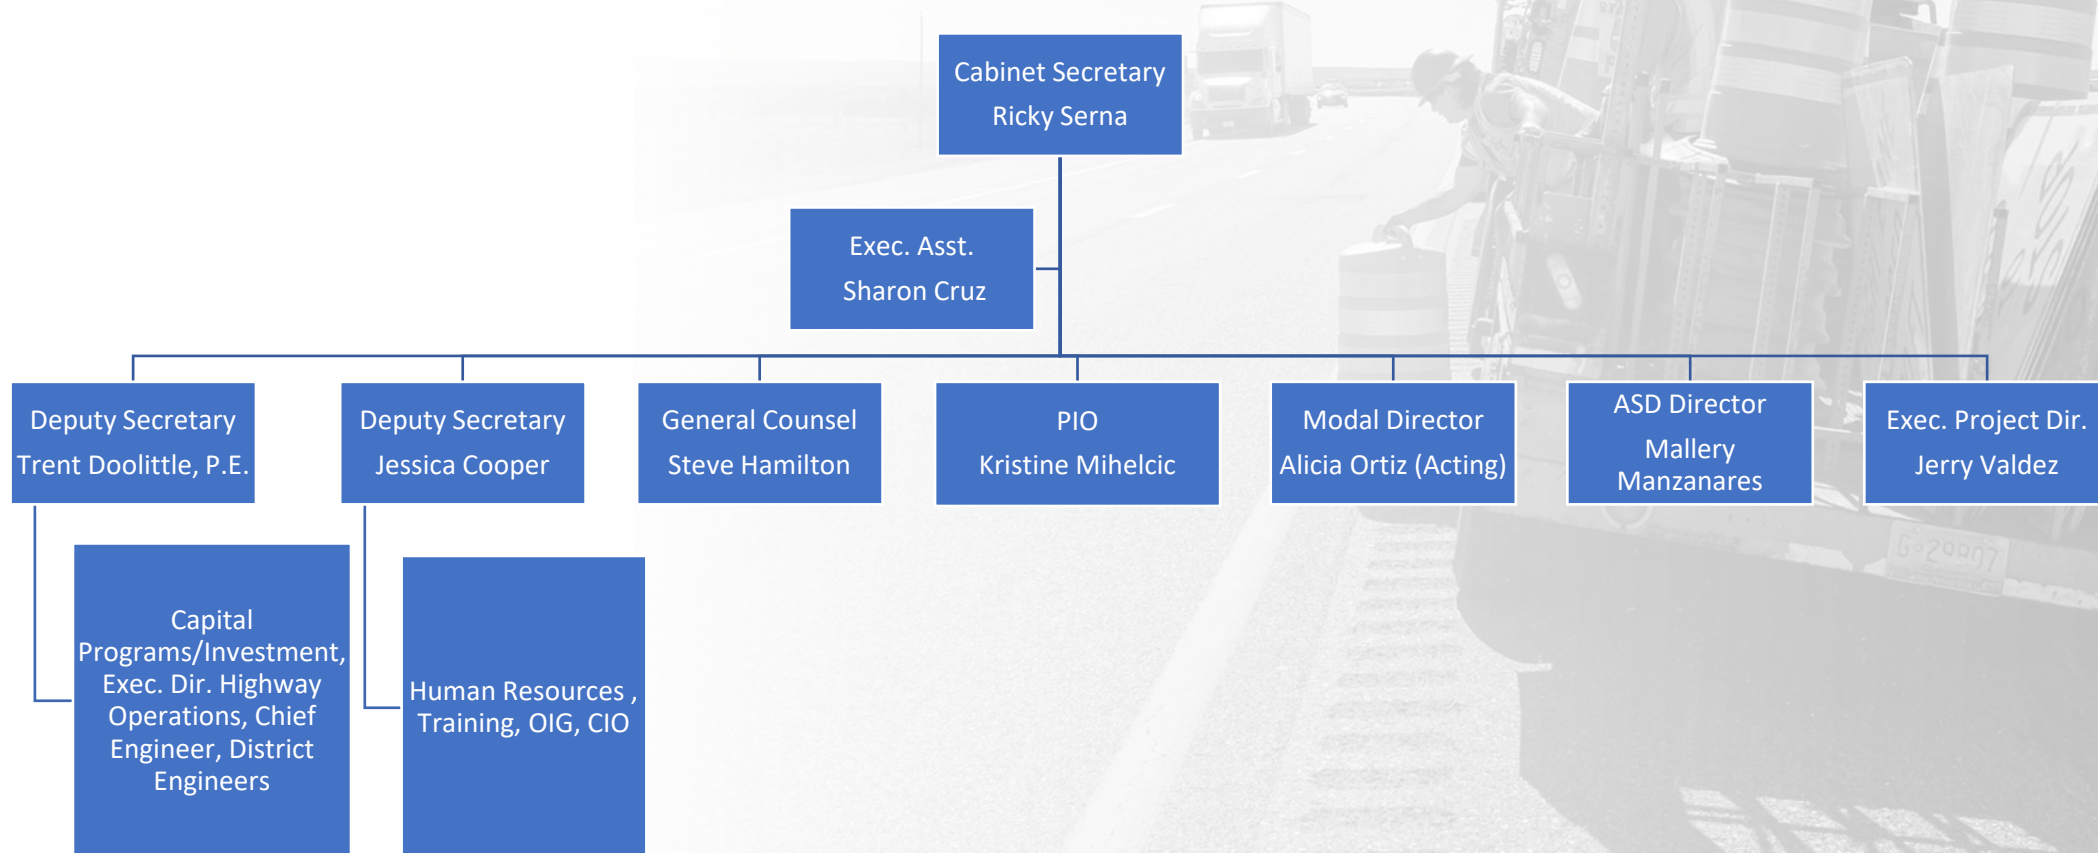 Cabinet Secretary
Ricky Serna
Exec. Asst.
Sharon Cruz
Deputy Secretary
Trent Doolittle, P.E.
Deputy Secretary
Jessica Cooper
General Counsel
Steve Hamilton
PIO
Kristine Mihelcic
Modal Director
Alicia Ortiz (Acting)
ASD Director
Mallery
Manzanares
Exec. Project Dir.
Jerry Valdez
Capital
Programs/Investment,
Exec. Dir. Highway
Operations, Chief
Engineer, District
Engineers
Human Resources ,
Training, OIG, CIO